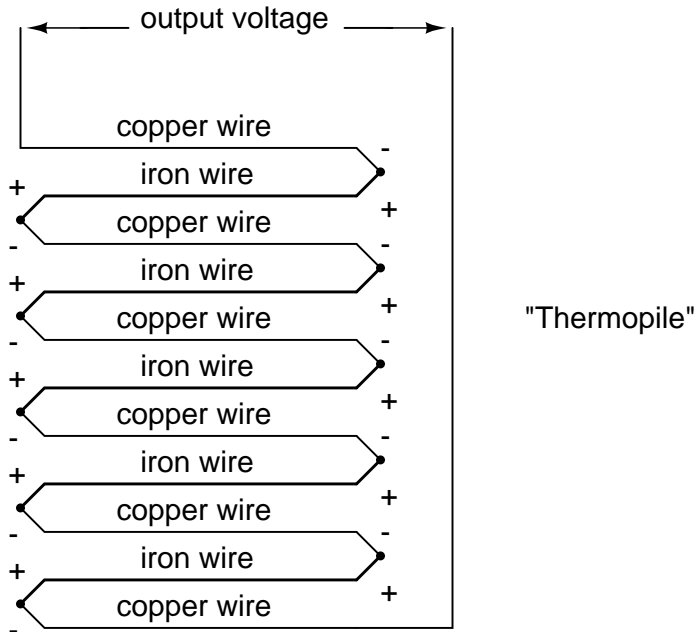 output voltage
copper wire
-
iron wire
+
+
copper wire
-
-
iron wire
+
+
copper wire
"Thermopile"
-
-
iron wire
+
+
copper wire
-
-
iron wire
+
+
copper wire
-
-
iron wire
+
+
copper wire
-